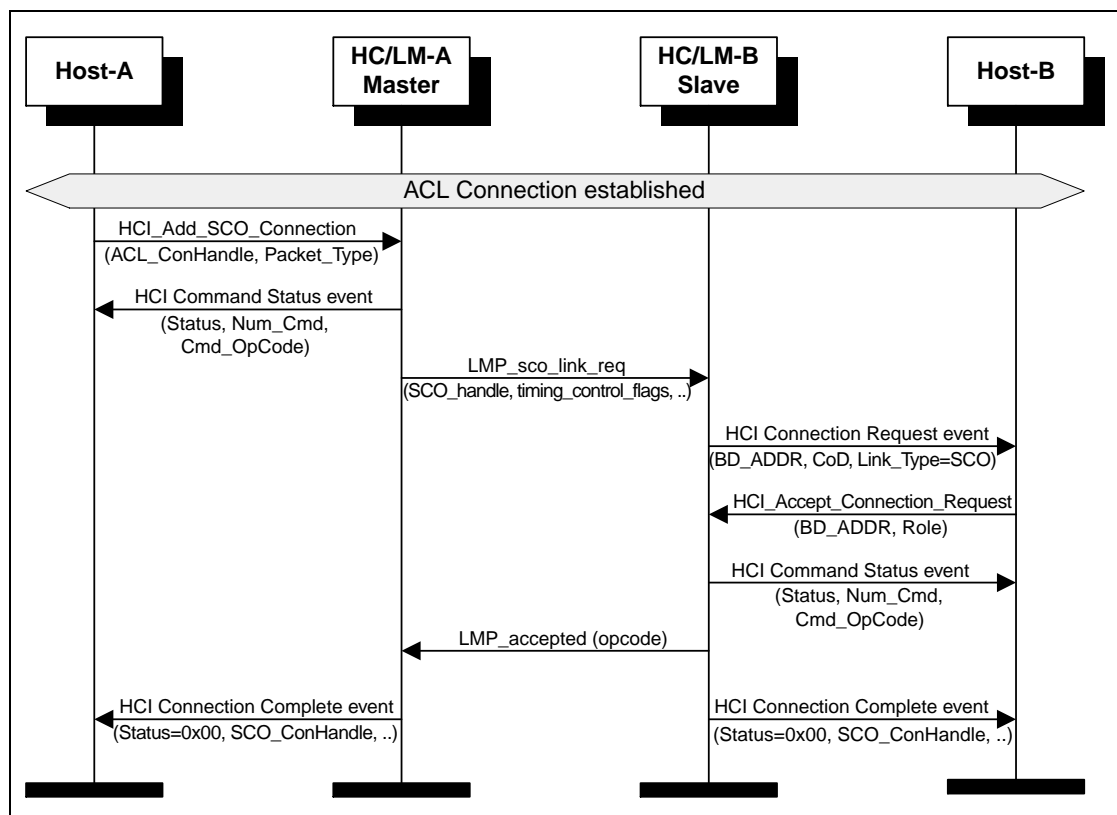 Host-A
HC/LM-A
Master
HC/LM-B
Slave
Host-B
ACL Connection established
HCI_Add_SCO_Connection
(ACL_ConHandle, Packet_Type)
HCI Command Status event
(Status, Num_Cmd,
Cmd_OpCode)
LMP_sco_link_req
(SCO_handle, timing_control_flags, ..)
HCI Connection Request event
(BD_ADDR, CoD, Link_Type=SCO)
HCI_Accept_Connection_Request
(BD_ADDR, Role)
HCI Command Status event
(Status, Num_Cmd,
Cmd_OpCode)
LMP_accepted (opcode)
HCI Connection Complete event
(Status=0x00, SCO_ConHandle, ..)
HCI Connection Complete event
(Status=0x00, SCO_ConHandle, ..)